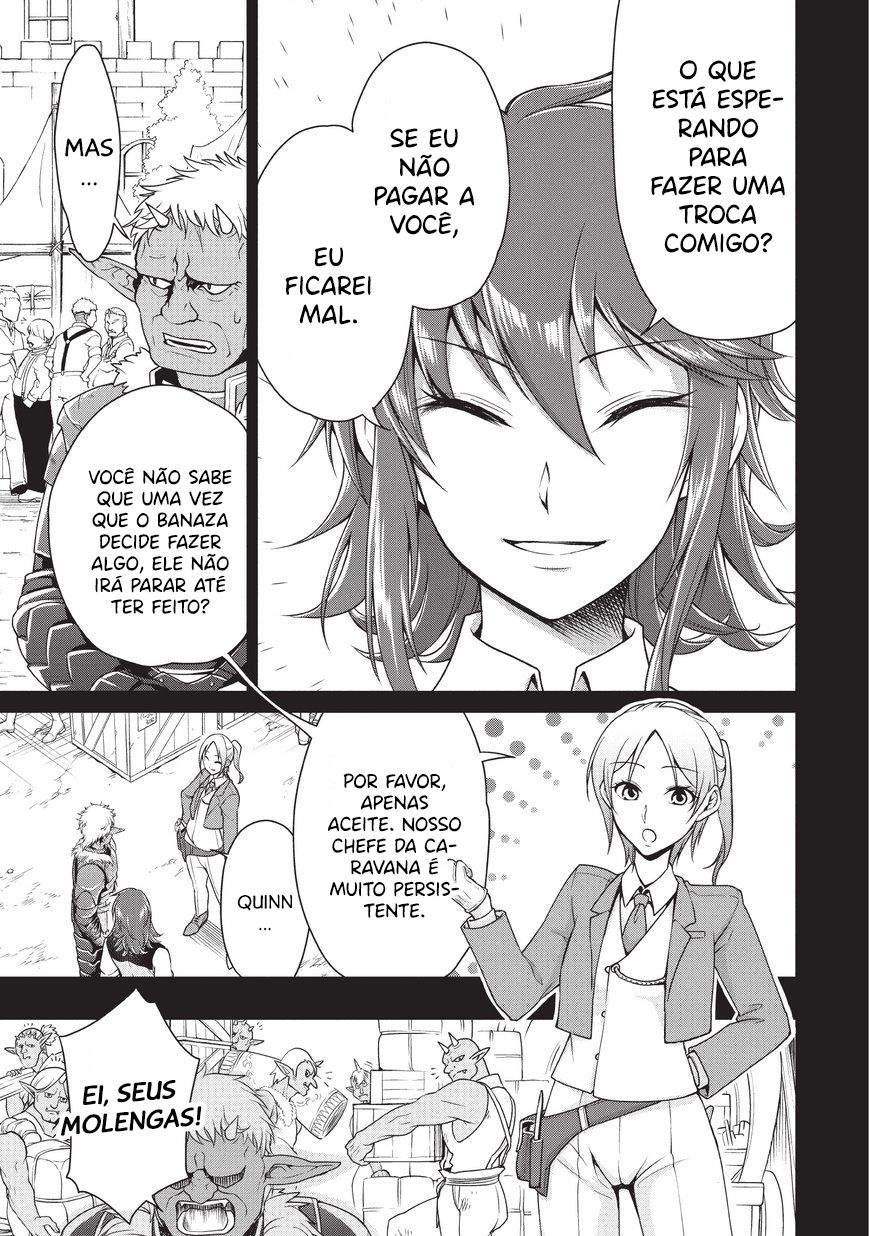 O QUE
ESTÁ ESPE-
RANDO
PARA
FAZER UMA
TROCA
COMIGO?
SE EU
NÃO
PAGAR A
VOCÊ,
EU
FICAREI
MAL.
MAS
...
VOCÊ NÃO SABE
QUE UMA VEZ
QUE O BANAZA
DECIDE FAZER
ALGO, ELE NÃO
IRÁ PARAR ATÉ
TER FEITO?
POR FAVOR,
APENAS
ACEITE. NOSSO
CHEFE DA CA-
RAVANA É
MUITO PERSIS-
TENTE.
QUINN
...
EI, SEUS
MOLENGAS!